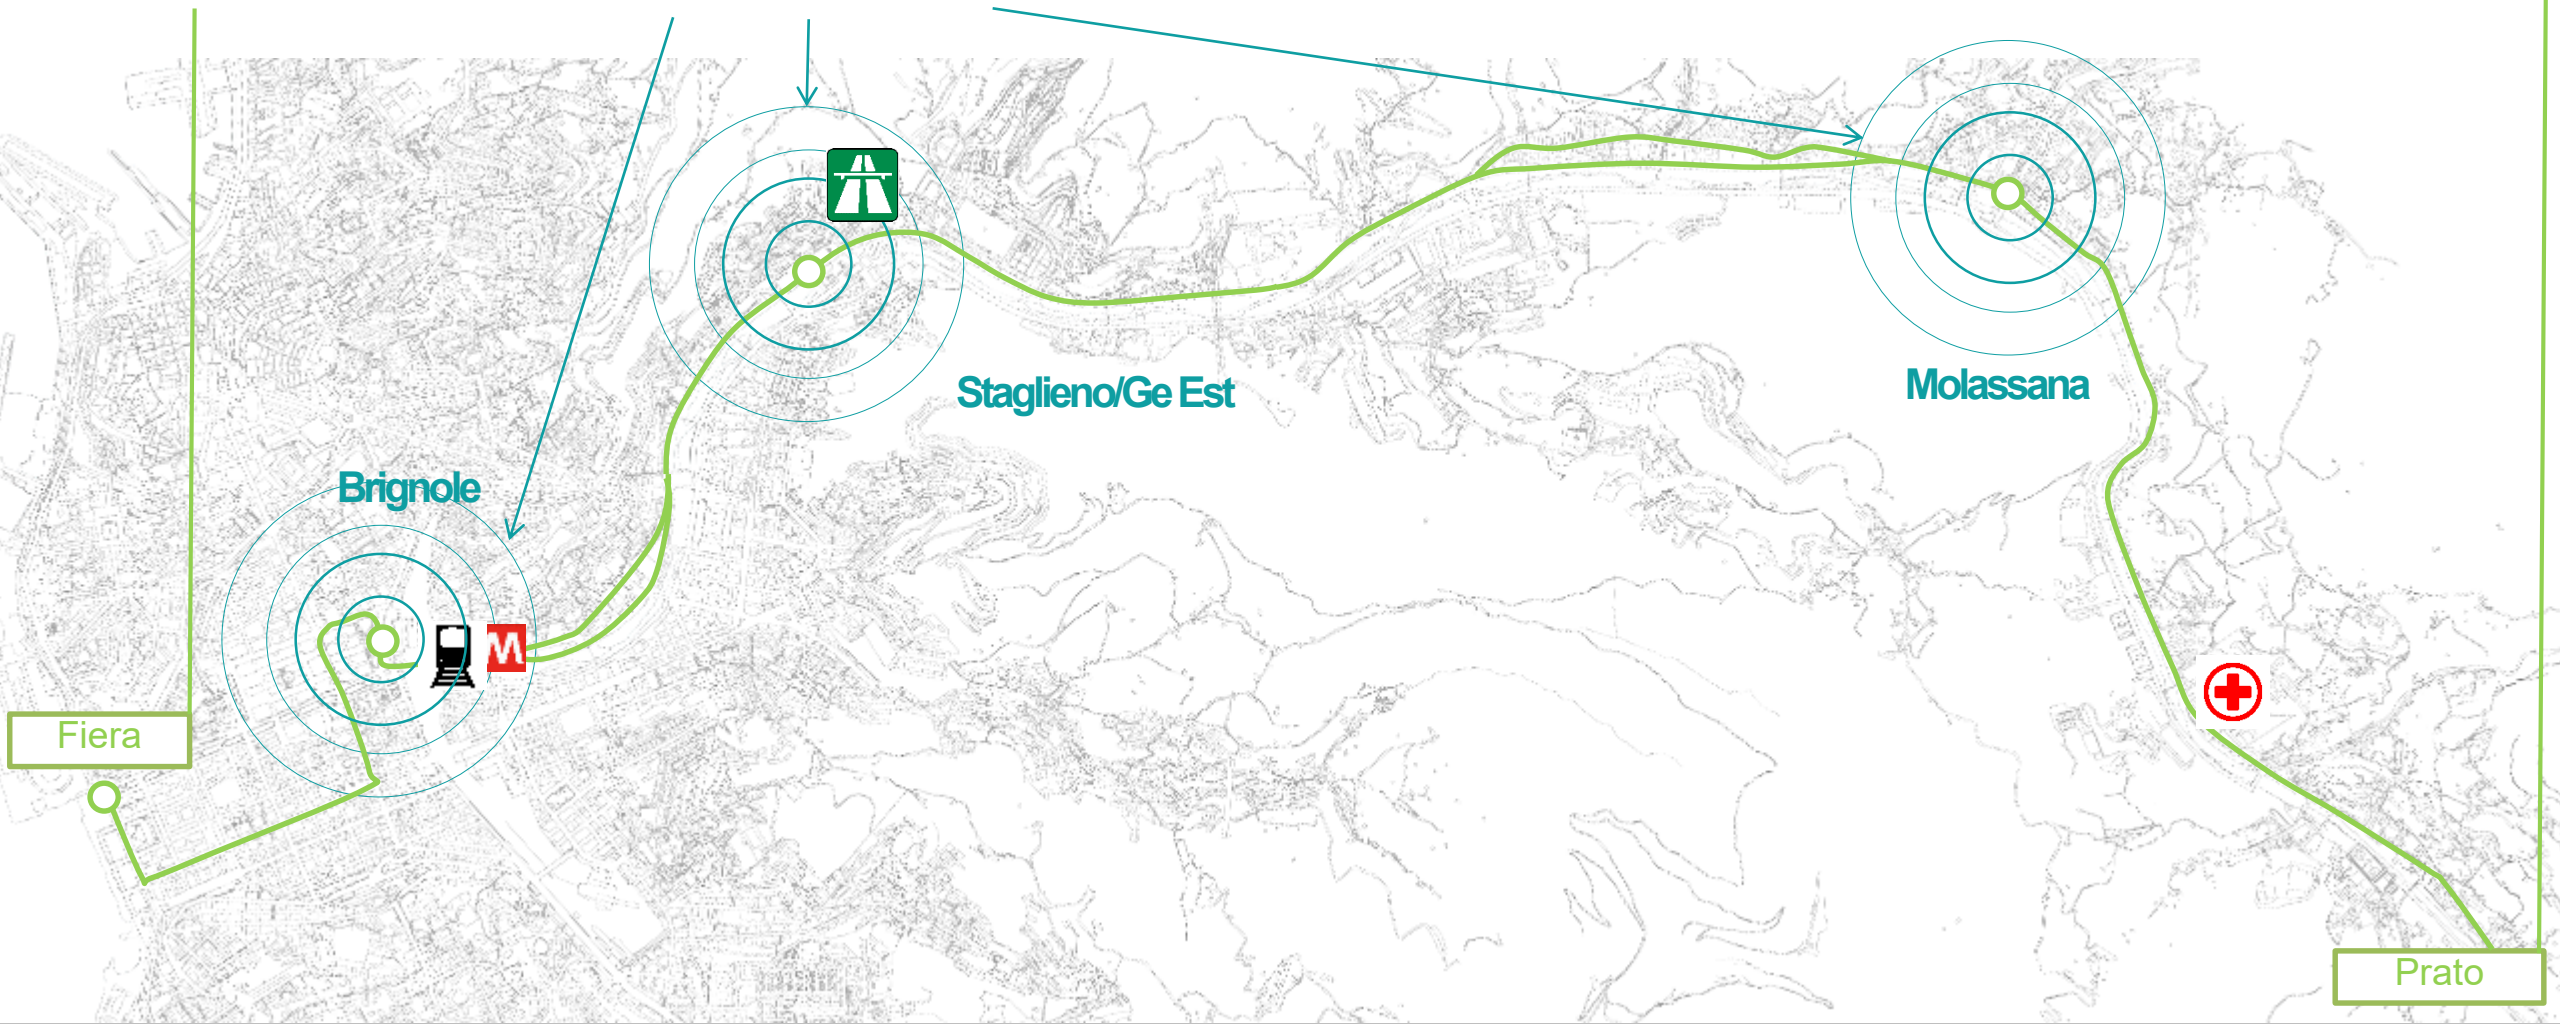 Staglieno/Ge Est
Molassana
Brignole
M
Fiera
Prato